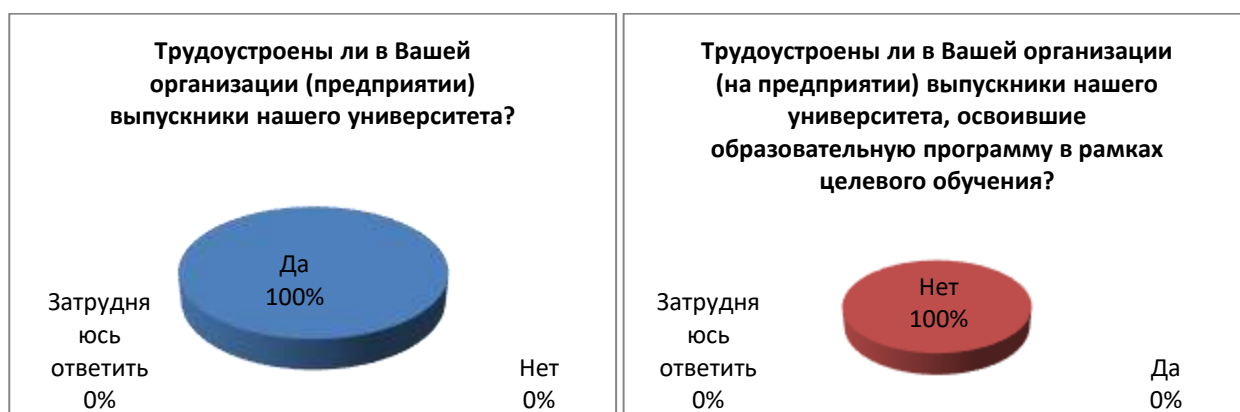 Трудоустроены ли в Вашей
организации (предприятии)
выпускники нашего университета?
Да
100%
Затрудня
юсь
ответить
0%
Нет
0%
Трудоустроены ли в Вашей организации
(на предприятии) выпускники нашего
университета, освоившие
образовательную программу в рамках
целевого обучения?
Нет
100%
Затрудня
юсь
ответить
0%
Да
0%